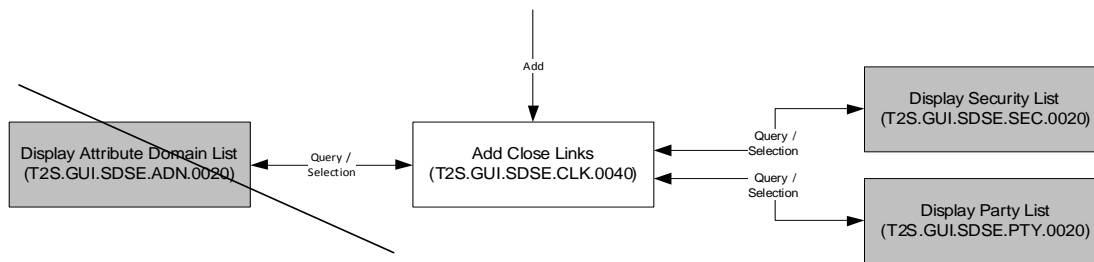 Add
Display Attribute Domain List
(T2S.GUI.SDSE.ADN.0020)
Query /
Selection
Add Close Links
(T2S.GUI.SDSE.CLK.0040)
Query /
Selection
Query /
Selection
Display Security List
(T2S.GUI.SDSE.SEC.0020)
Display Party List
(T2S.GUI.SDSE.PTY.0020)